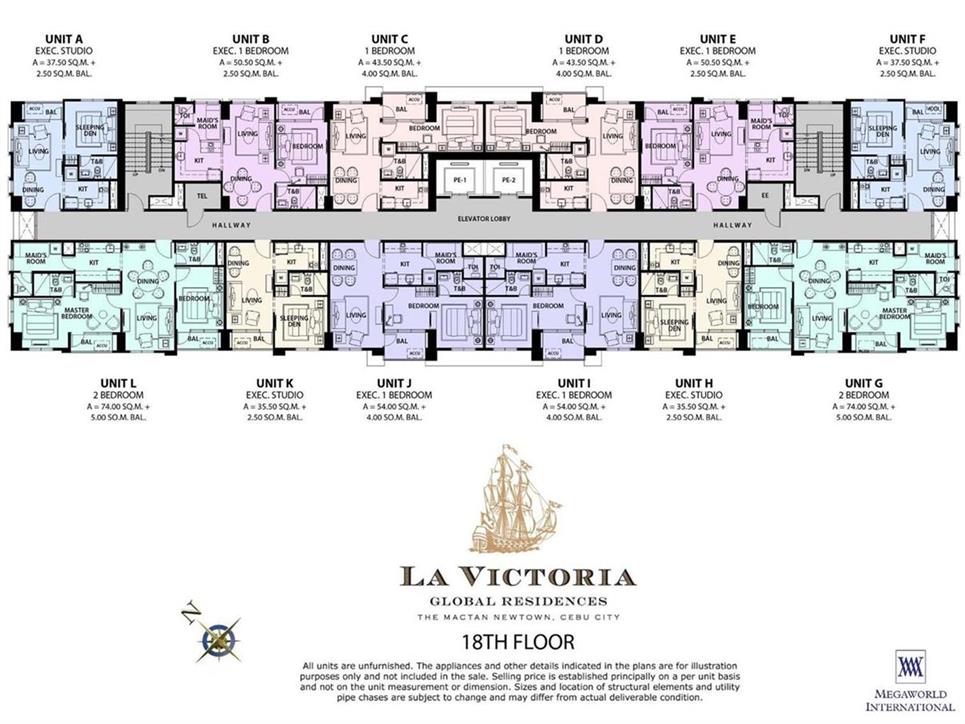 UNIT A
EXEC. STUDIO
A = 37.50 SQ.M. +
2.50 SQ.M. BAL.
UNIT B
EXEC. 1 BEDROOM
A = 50.50 SQ.M. +
2.50 SQ.M. BAL.
UNIT C
1 BEDROOM
A = 43.50 SQ.M. +
4.00 SQ.M. BAL.
UNIT D
1 BEDROOM
A = 43.50 SQ.M. +
4.00 SQ.M. BAL.
UNIT E
EXEC. 1 BEDROOM
A = 50.50 SQ.M. +
2.50 SQ.M. BAL.
UNIT F
EXEC. STUDIO
A = 37.50 SQ.M. +
2.50 SQ.M. BAL.
BAL
ACCU
SLEEPING
DEN
LIVING
T&B
DINING
KIT
UP
DN
TEL
TOI
MAID'S
ROOM
KIT
LIVING
DINING
ACCU
BAL
BEDROOM
T&B
LIVING
DINING
BAL
ACCU
BEDROOM
T&B
KIT
PE-1
PE-2
ACCU
BAL
BEDROOM
T&B
KIT
LIVING
DINING
ACCU
BAL
BEDROOM
T&B
LIVING
DINING
TOI
MAID'S
ROOM
KIT
EE
UP
DN
ACCU
BAL
SLEEPING
DEN
LIVING
T&B
KIT
DINING
HALLWAY
ELEVATOR LOBBY
HALLWAY
MAID'S
ROOM
KIT
T&B
DINING
MASTER
BEDROOM
LIVING
BEDROOM
BAL
BAL
ACCU
DINING
KIT
T&B
LIVING
SLEEPING
DEN
BAL
ACCU
DINING
KIT
MAID'S
ROOM
TOI
T&B
LIVING
BEDROOM
BAL
ACCU
TOI
MAID'S
ROOM
KIT
DINING
T&B
BEDROOM
LIVING
BAL
ACCU
KIT
DINING
T&B
LIVING
SLEEPING
DEN
ACCU
BAL
T&B
KIT
MAID'S
ROOM
DINING
TOI
BEDROOM
LIVING
MASTER
BEDROOM
BAL
ACCU
BAL
UNIT L
2 BEDROOM
A = 74.00 SQ.M. +
5.00 SQ.M. BAL.
UNIT K
EXEC. STUDIO
A = 35.50 SQ.M. +
2.50 SQ.M. BAL.
UNIT J
EXEC. 1 BEDROOM
A = 54.00 SQ.M. +
4.00 SQ.M. BAL.
UNIT I
EXEC. 1 BEDROOM
A = 54.00 SQ.M. +
4.00 SQ.M. BAL.
UNIT H
EXEC. STUDIO
A = 35.50 SQ.M. +
2.50 SQ.M. BAL.
UNIT G
2 BEDROOM
A = 74.00 SQ.M. +
5.00 SQ.M. BAL.
LA VICTORIA
GLOBAL RESIDENCES
THE MACTAN NEWTOWN, CEBU CITY
18TH FLOOR
N
All units are unfurnished. The appliances and other details indicated in the plans are for illustration
purposes only and not included in the sale. Selling price is established principally on a per unit basis
and not on the unit measurement or dimension. Sizes and location of structural elements and utility
pipe chases are subject to change and may differ from actual deliverable condition.
MEGAWORLD
INTERNATIONAL